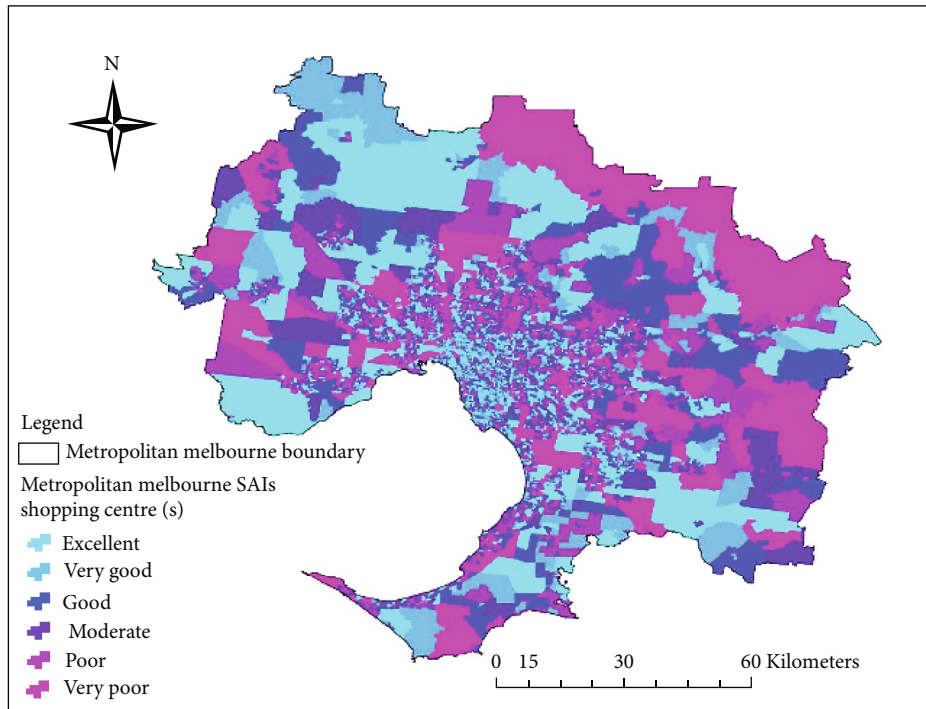 N
Legend
Metropolitan melbourne boundary
Metropolitan melbourne SAIs
shopping centre (s)
Excellent
Very good
Good
Moderate
Poor
Very poor
0 15 30 60 Kilometers